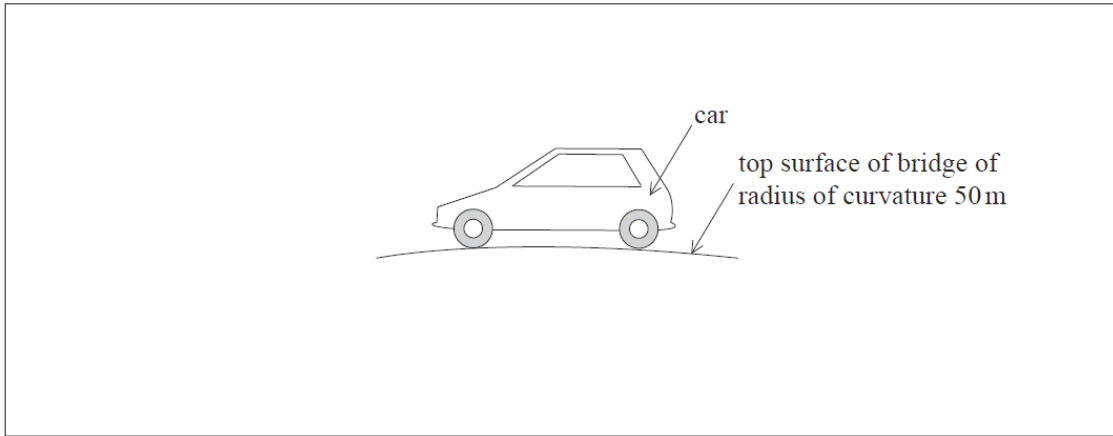 car
top surface of bridge of
radius of curvature 50 m